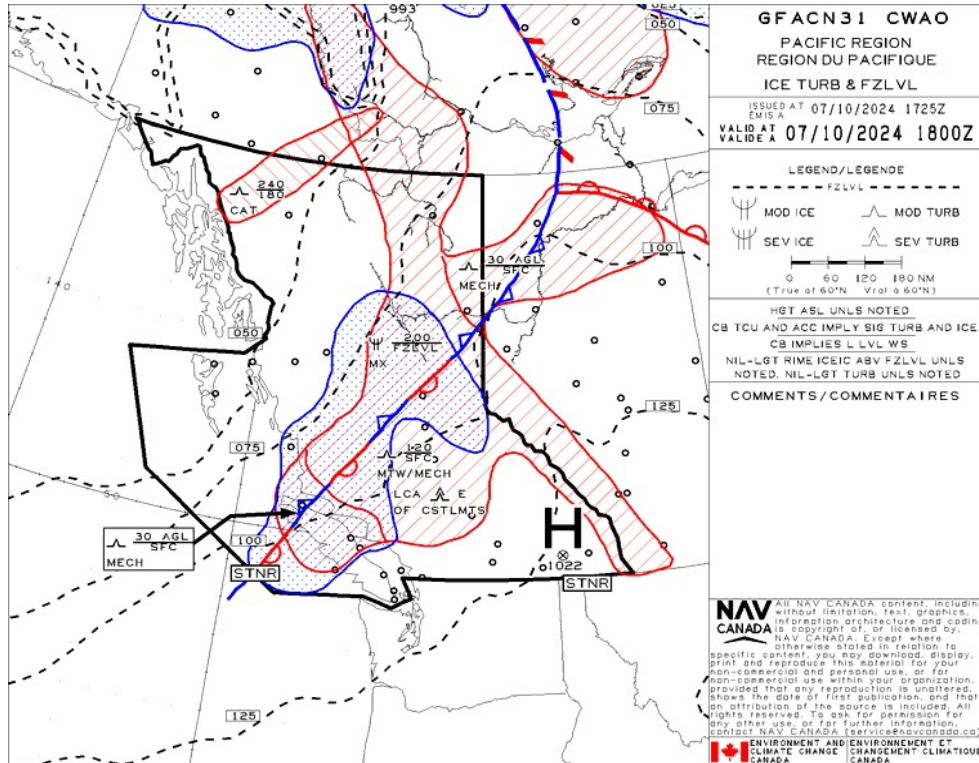 993
025
050
075
240
180
CAT
100
30 AGL
SFC
MECH
140
050
200
FZLVL
MX
125
075
120
SFC
MTW/MECH
LCA E
OF CSTLMTS
50
30 AGL
SFC
MECH
100
H
1022
STNR
STNR
125
GFACN31 CWAO
PACIFIC REGION
REGION DU PACIFIQUE
ICE TURB & FZLVL
ISSUED AT 07/10/2024 1725Z
EMIS A
VALID AT 07/10/2024 1800Z
VALIDE A
LEGEND/LÉGENDE
FZLVL
MOD ICE MOD TURB
SEV ICE SEV TURB
0 60 120 180 NM
(True at 60°N Vrai à 60°N)
HGT ASL UNLS NOTED
CB TCU AND ACC IMPLY SIG TURB AND ICE
CB IMPLIES L LVL WS
NIL-LGT RIME ICEIC ABV FZLVL UNLS
NOTED. NIL-LGT TURB UNLS NOTED
COMMENTS/COMMENTAIRES
NAV
CANADA
All NAV CANADA content, including
without limitation, text, graphics,
information architecture and coding
is copyright of, or licensed by,
NAV CANADA. Except where
otherwise stated in relation to
specific content, you may download, display,
print and reproduce this material for your
non-commercial and personal use, or for
non-commercial use within your organization,
provided that any reproduction is unaltered,
shows the date of first publication, and that
an attribution of the source is included. All
rights reserved. To ask for permission for
any other use, or for further information,
contact NAV CANADA (service@navcanada.ca)
ENVIRONMENT AND
CLIMATE CHANGE
CANADA
ENVIRONNEMENT ET
CHANGEMENT CLIMATIQUE
CANADA